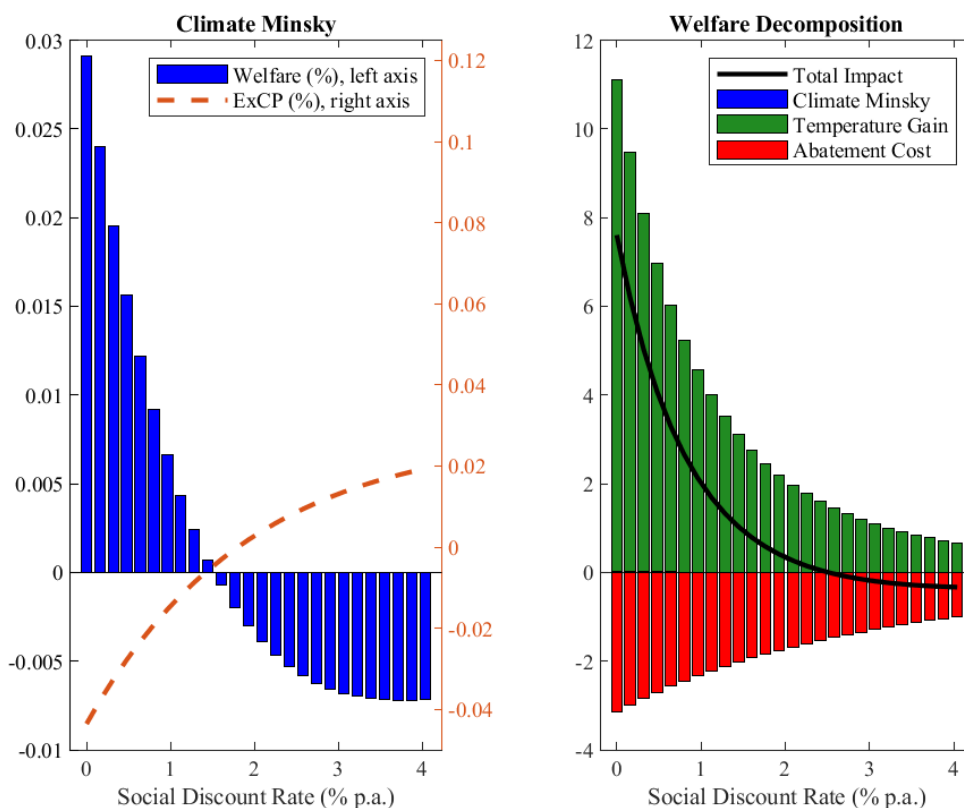 Climate Minsky
0.03
0.025
0.02
0.015
0.01
0.005
0
-0.005
-0.01
0.12
0.1
0.08
0.06
0.04
0.02
0
-0.02
-0.04
Welfare (%), left axis
ExCP (%), right axis
0 1 2 3 4
Social Discount Rate (% p.a.)
Welfare Decomposition
12
10
8
6
4
2
0
-2
-4
Total Impact
Climate Minsky
Temperature Gain
Abatement Cost
0 1 2 3 4
Social Discount Rate (% p.a.)